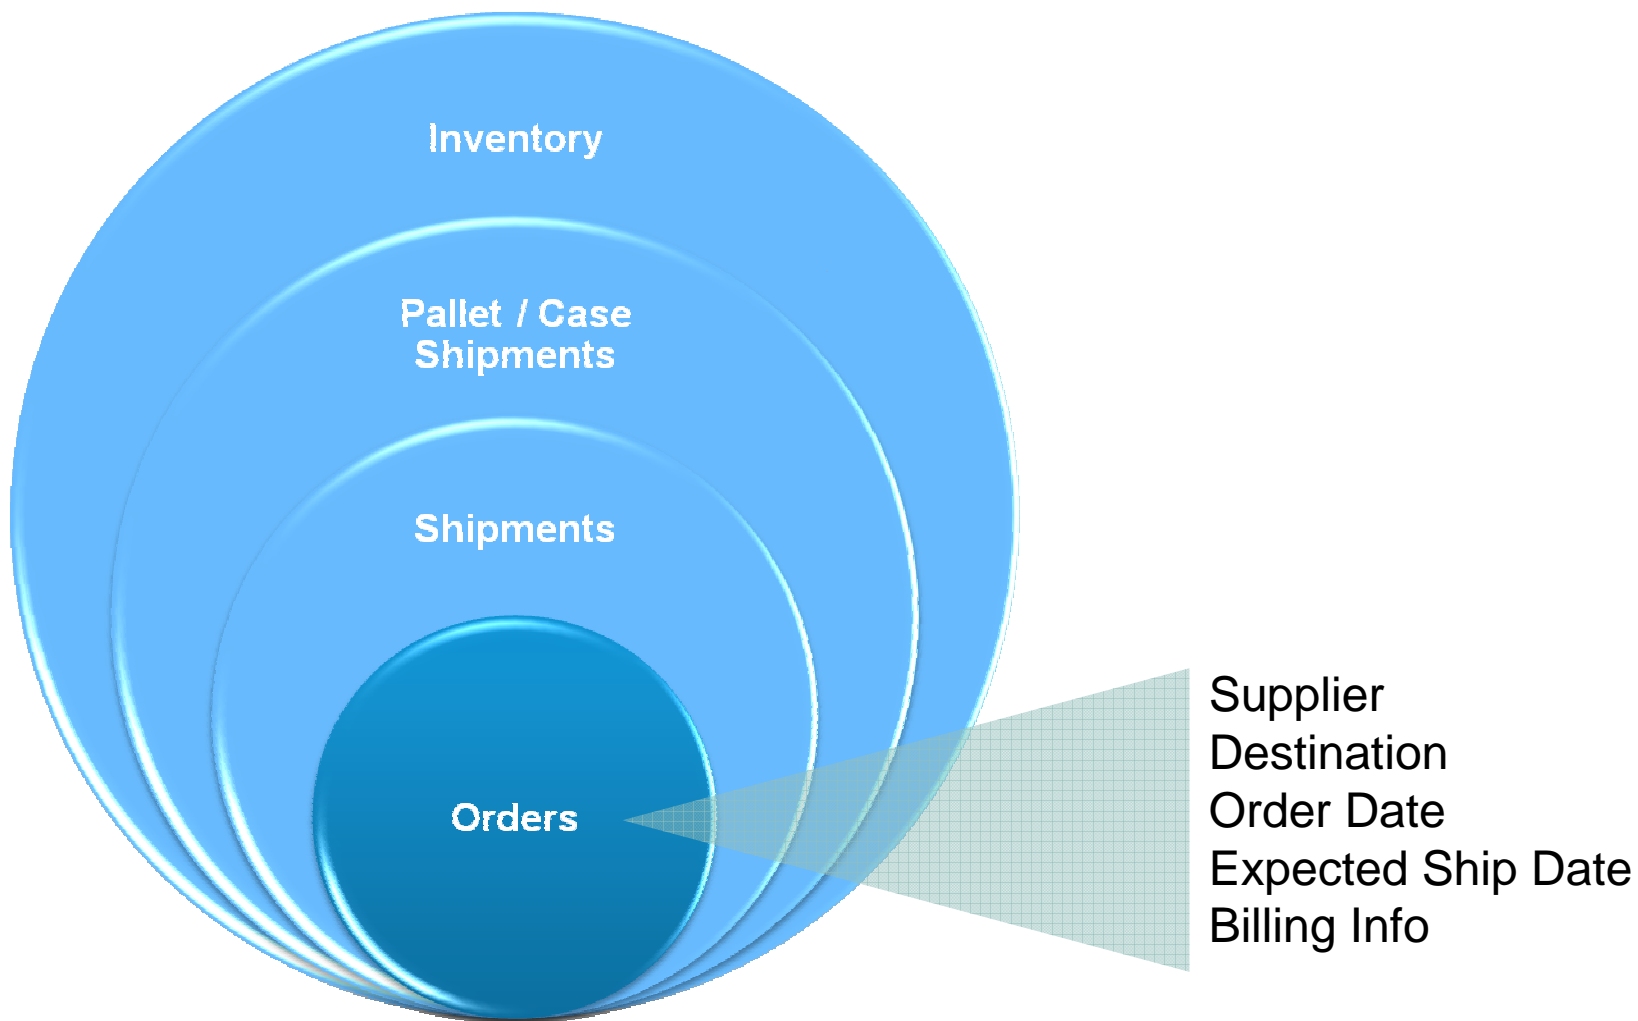 Inventory
Pallet / Case
Shipments
Shipments
Orders
Supplier
Destination
Order Date
Expected Ship Date
Billing Info